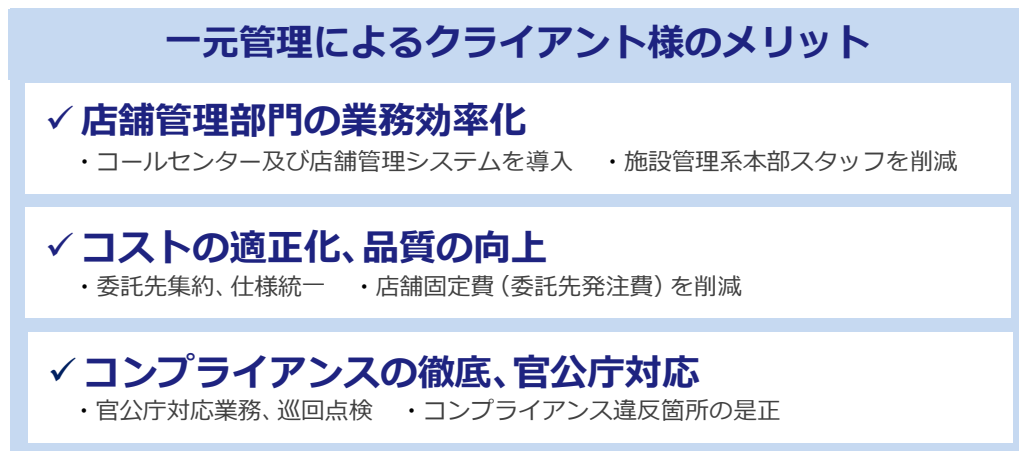 一元管理によるクライアント様のメリット
✓ 店舗管理部門の業務効率化
・コールセンター及び店舗管理システムを導入　・施設管理系本部スタッフを削減
✓ コストの適正化、品質の向上
・委託先集約、仕様統一　・店舗固定費（委託先発注費）を削減
✓ コンプライアンスの徹底、官公庁対応
・官公庁対応業務、巡回点検　・コンプライアンス違反箇所の是正